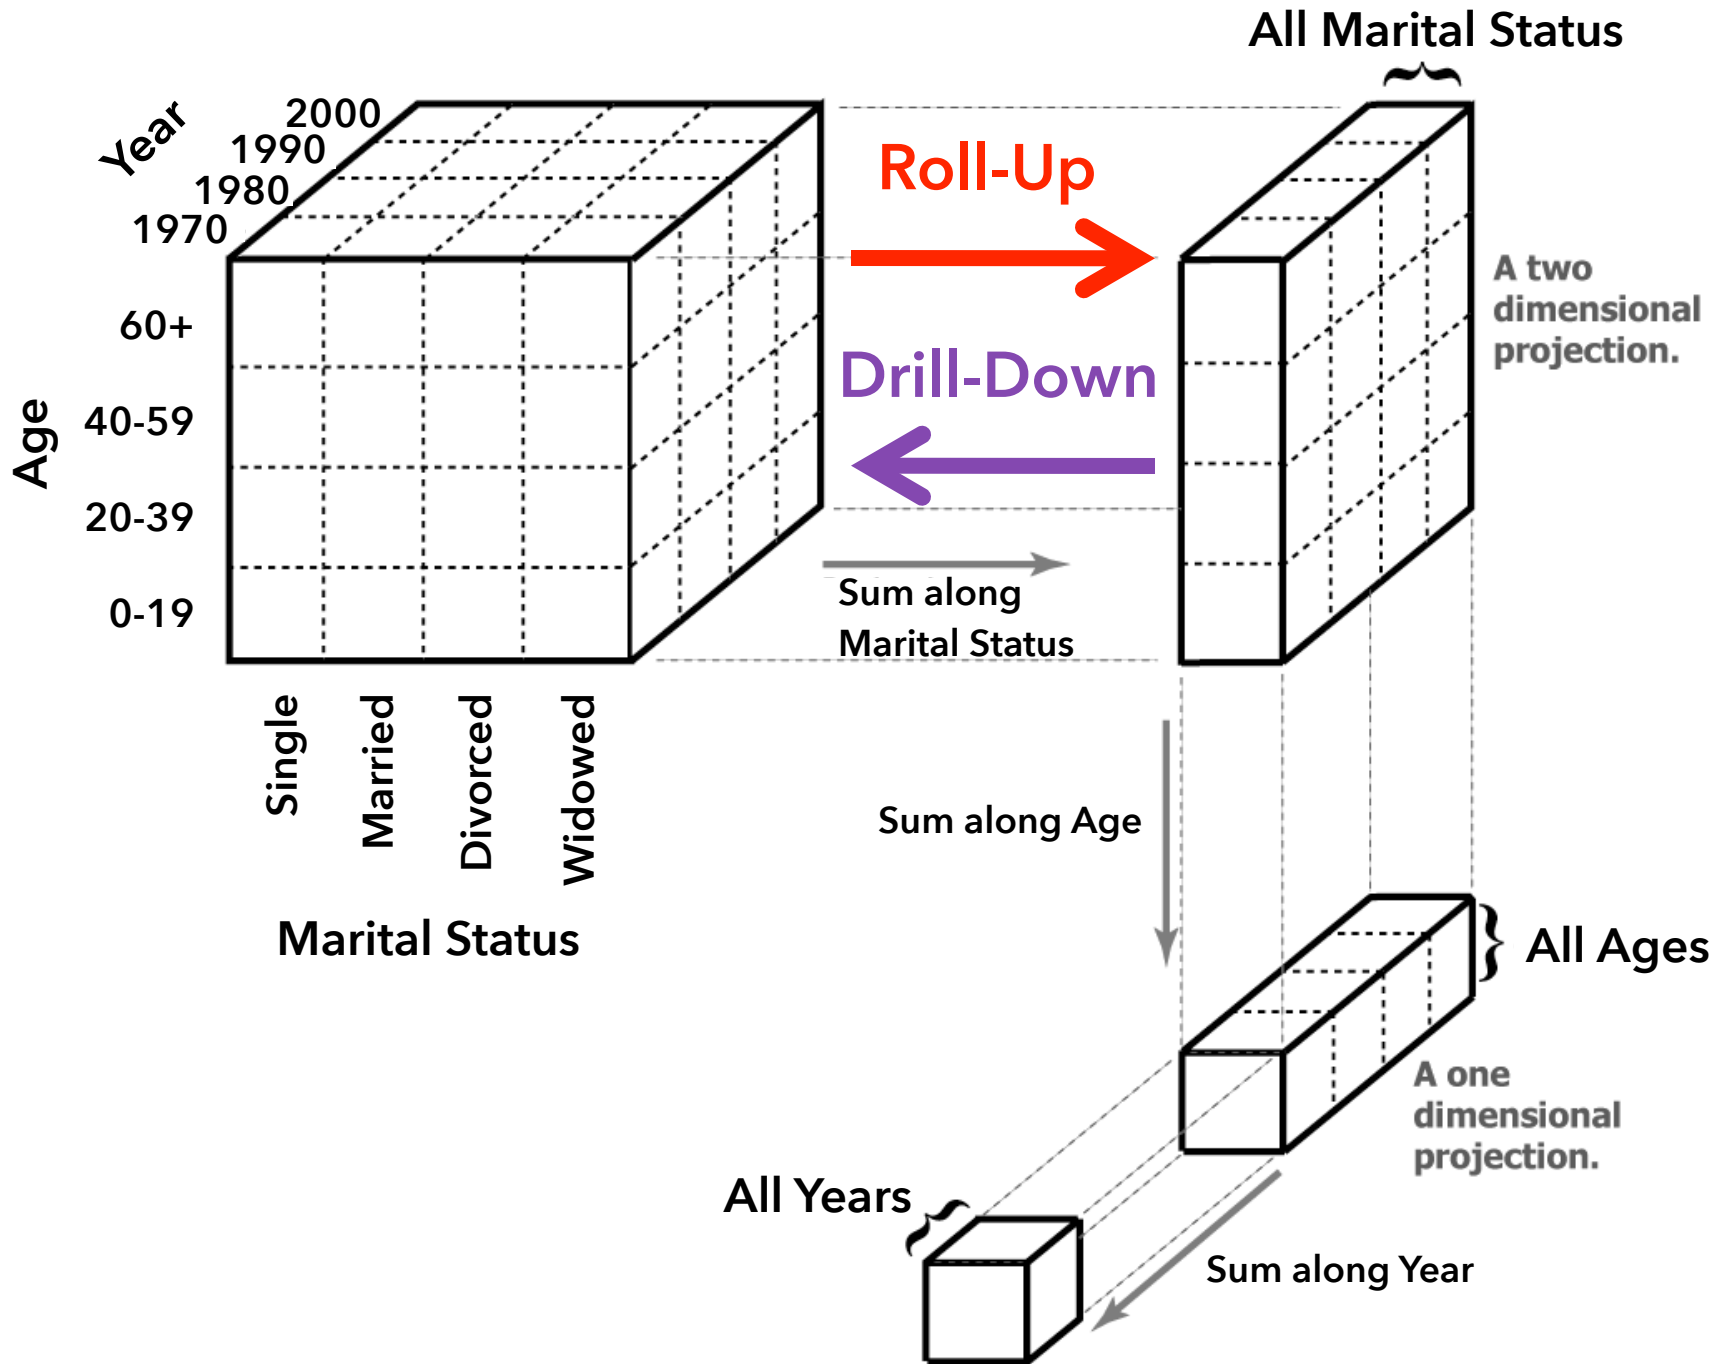 All Marital Status
Year
2000
1990
1980
1970
Roll-Up
A two
dimensional
projection.
Age
60+
40-59
20-39
0-19
Drill-Down
Sum along
Marital Status
Single
Married
Divorced
Widowed
Marital Status
Sum along Age
All Ages
A one
dimensional
projection.
All Years
Sum along Year